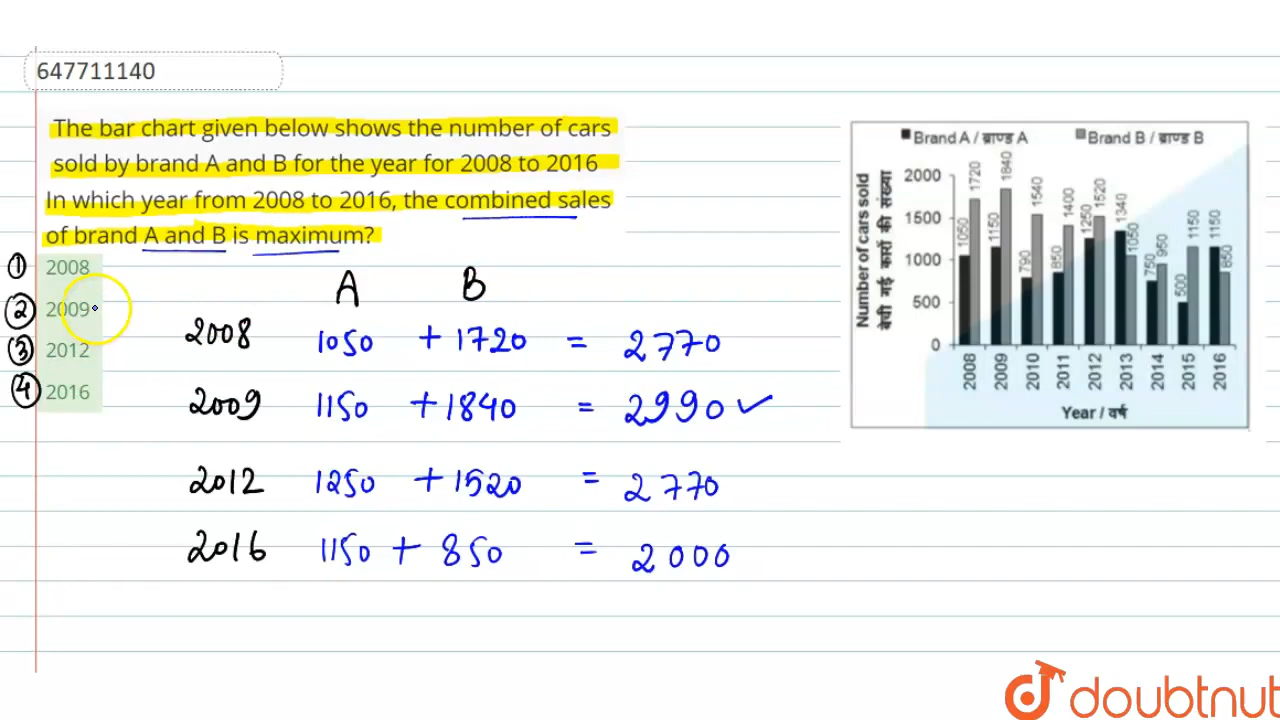 647711140
The bar chart given below shows the number of cars
sold by brand A and B for the year for 2008 to 2016
In which year from 2008 to 2016, the combined sales
of brand A and B is maximum?
① 2008
② 2009
③ 2012
④ 2016
A B
2008 1050 + 1720 = 2770
2009 1150 + 1840 = 2990 ✓
2012 1250 + 1520 = 2770
2016 1150 + 850 = 2000
Brand A / ब्राण्ड A Brand B / ब्राण्ड B
Number of cars sold
बेची गई कारों की संख्या
2000
1500
1000
500
0
1050 1720 1150 1840 790 1540 850 1400 1250 1520 1340 1050 750 950 500 1150 1150 850
2008 2009 2010 2011 2012 2013 2014 2015 2016
Year / वर्ष
doubtnut